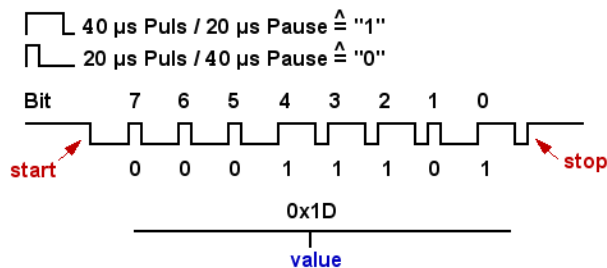 40 µs Puls / 20 µs Pause ≙ "1"
20 µs Puls / 40 µs Pause ≙ "0"
Bit 7 6 5 4 3 2 1 0
start stop
0 0 0 1 1 1 0 1
0x1D
value